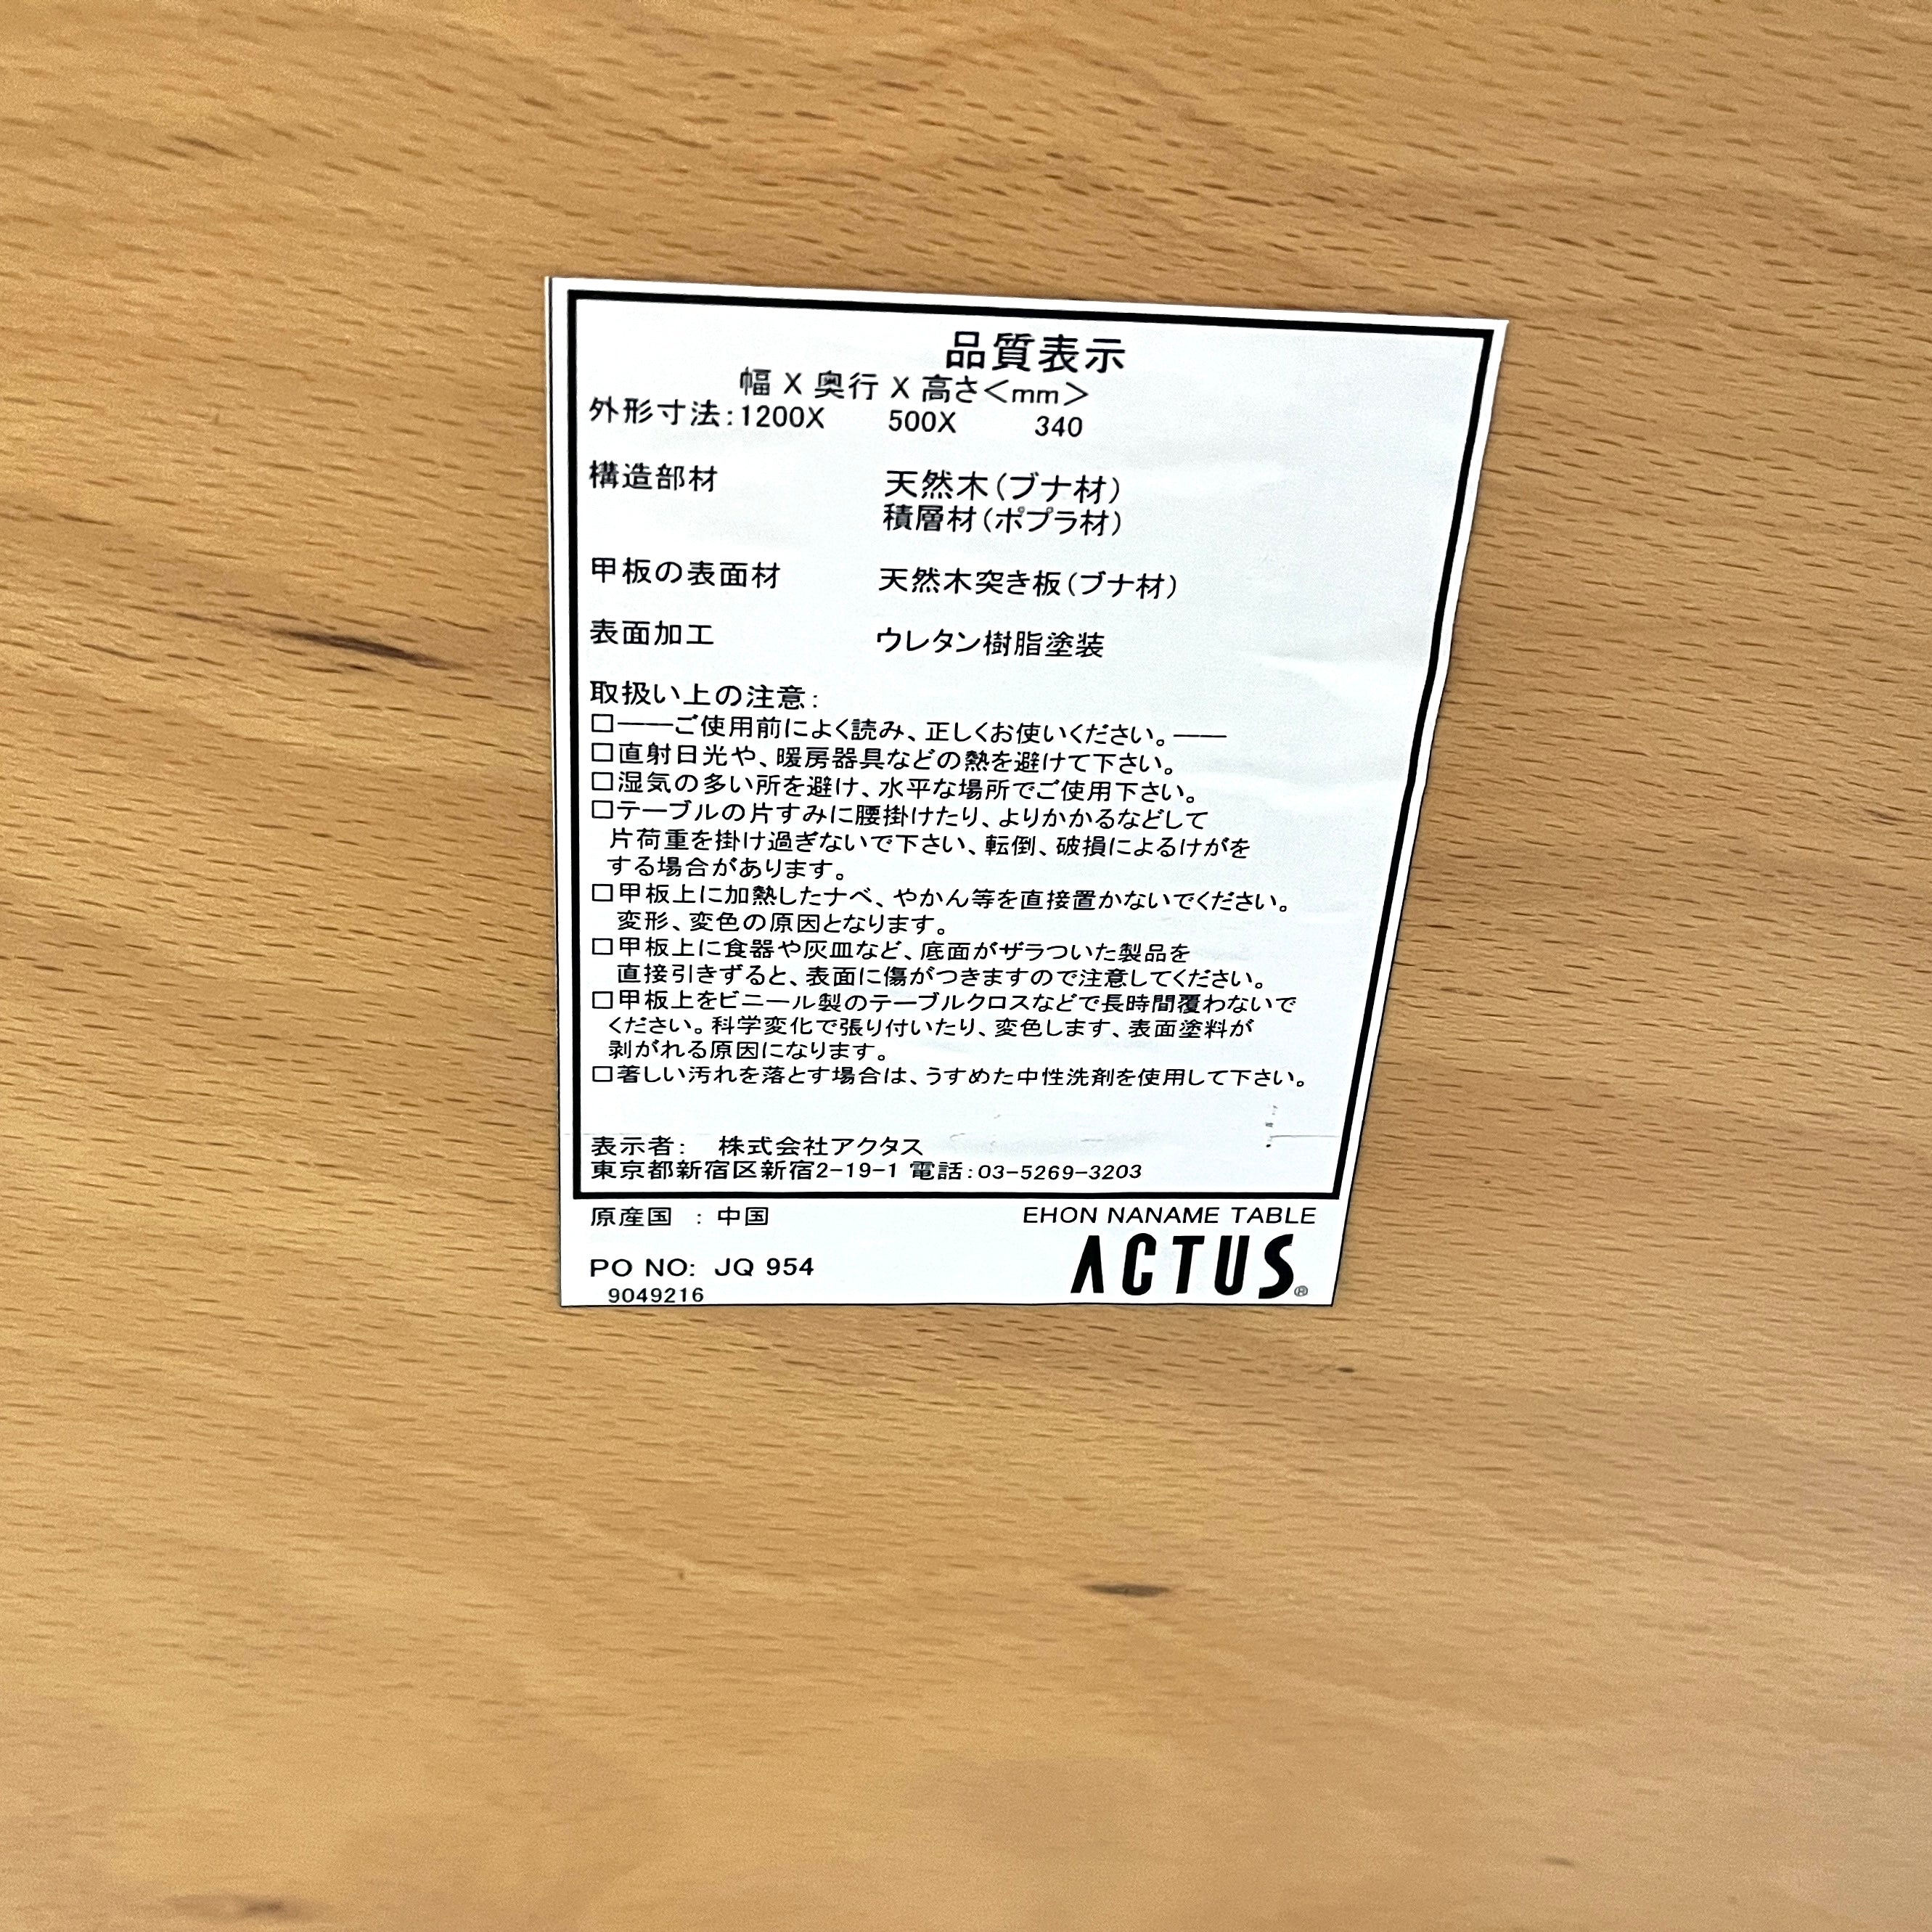 品質表示
幅 X 奥行 X 高さ<mm>
外形寸法:1200X 500X 340
構造部材 天然木(ブナ材)
積層材(ポプラ材)
甲板の表面材 天然木突き板(ブナ材)
表面加工 ウレタン樹脂塗装
取扱い上の注意:
□――ご使用前によく読み、正しくお使いください。――
□直射日光や、暖房器具などの熱を避けて下さい。
□湿気の多い所を避け、水平な場所でご使用下さい。
□テーブルの片すみに腰掛けたり、よりかかるなどして
片荷重を掛け過ぎないで下さい、転倒、破損によるけがを
する場合があります。
□甲板上に加熱したナベ、やかん等を直接置かないでください。
変形、変色の原因となります。
□甲板上に食器や灰皿など、底面がザラついた製品を
直接引きずると、表面に傷がつきますので注意してください。
□甲板上をビニール製のテーブルクロスなどで長時間覆わないで
ください。科学変化で張り付いたり、変色します、表面塗料が
剥がれる原因になります。
□著しい汚れを落とす場合は、うすめた中性洗剤を使用して下さい。
表示者: 株式会社アクタス
東京都新宿区新宿2-19-1 電話:03-5269-3203
原産国 : 中国 EHON NANAME TABLE
PO NO: JQ 954 ACTUS®
9049216